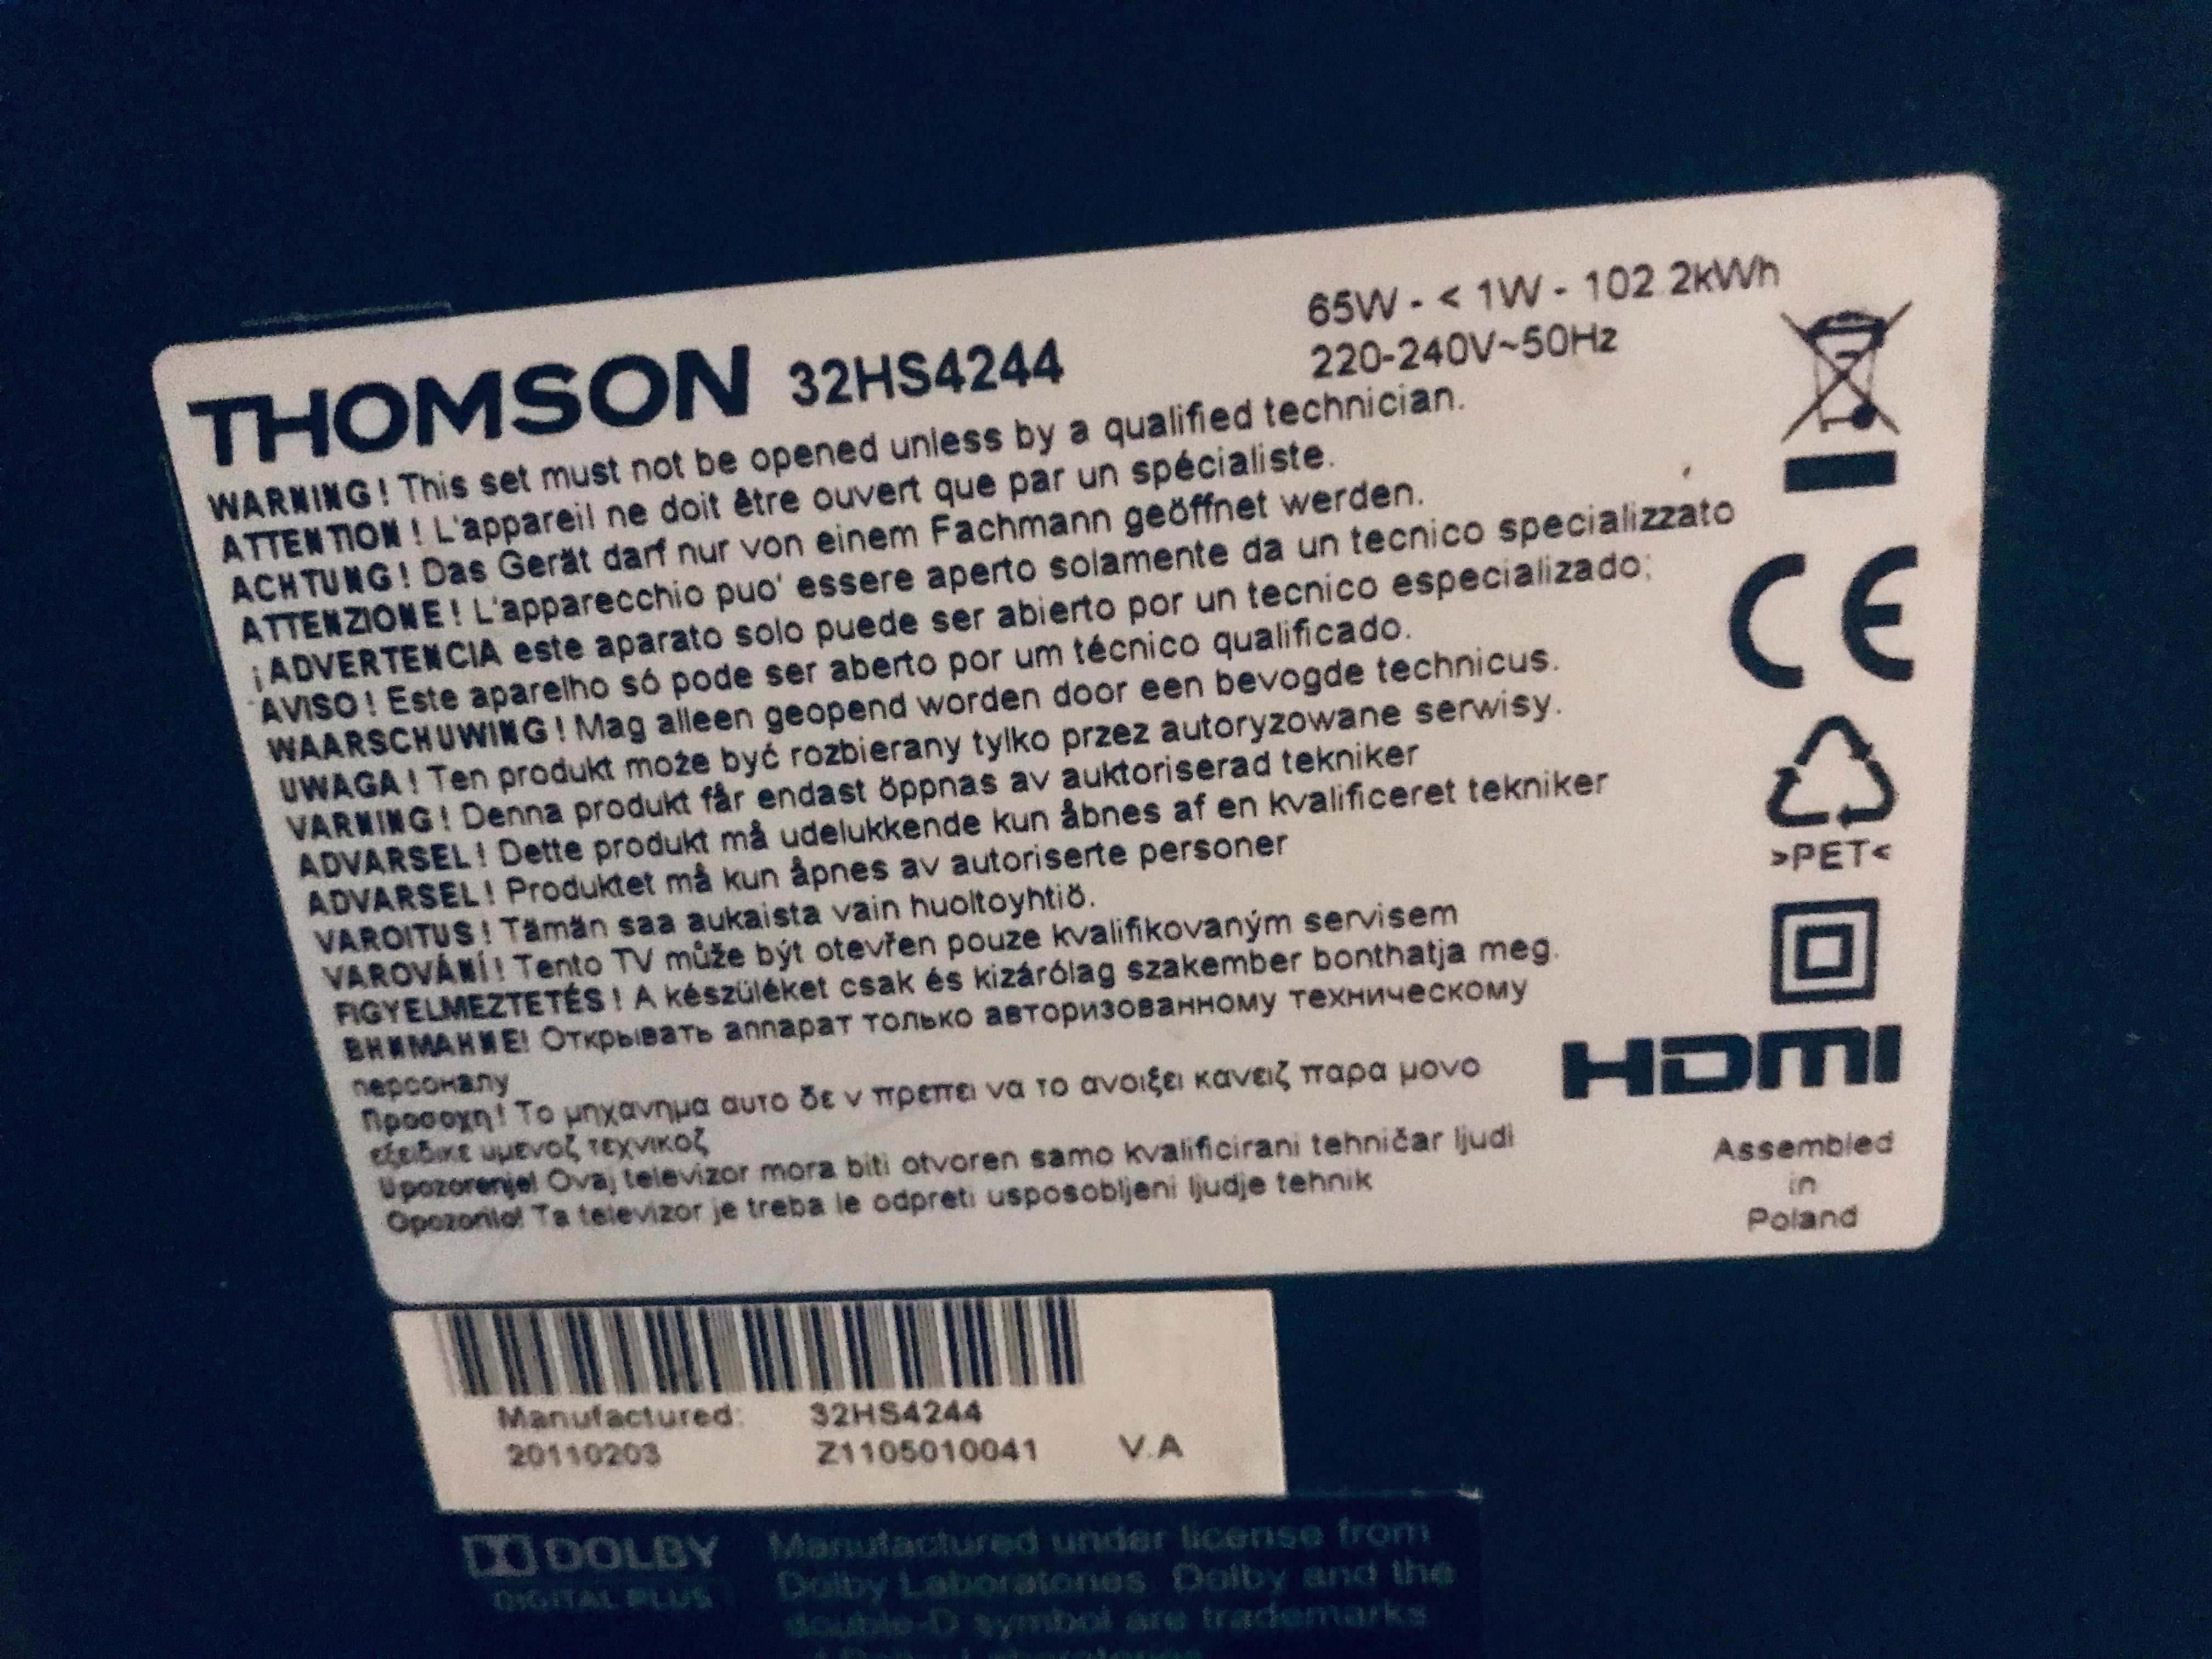 THOMSON 32HS4244
65W - < 1W - 102.2kWh
220-240V~50Hz
WARNING ! This set must not be opened unless by a qualified technician.
ATTENTION ! L'appareil ne doit être ouvert que par un spécialiste.
ACHTUNG ! Das Gerät darf nur von einem Fachmann geöffnet werden.
ATTENZIONE ! L'apparecchio puo' essere aperto solamente da un tecnico specializzato
¡ADVERTENCIA este aparato solo puede ser abierto por un tecnico especializado;
AVISO ! Este aparelho só pode ser aberto por um técnico qualificado.
WAARSCHUWING ! Mag alleen geopend worden door een bevogde technicus.
UWAGA ! Ten produkt może być rozbierany tylko przez autoryzowane serwisy.
VARNING ! Denna produkt får endast öppnas av auktoriserad tekniker
ADVARSEL ! Dette produkt må udelukkende kun åbnes af en kvalificeret tekniker
ADVARSEL ! Produktet må kun åpnes av autoriserte personer
VAROITUS ! Tämän saa aukaista vain huoltoyhtiö.
VAROVÁNÍ ! Tento TV může být otevřen pouze kvalifikovaným servisem
FIGYELMEZTETÉS ! A készüléket csak és kizárólag szakember bonthatja meg.
ВНИМАНИЕ! Открывать аппарат только авторизованному техническому
персоналу
Προσοχη ! Το μηχανημα αυτο δε ν πρεπει να το ανοιξει κανειζ παρα μονο
εξειδικε υμενοζ τεχνικοζ
Upozorenje! Ovaj televizor mora biti otvoren samo kvalificirani tehničar ljudi
Opozorilo! Ta televizor je treba le odpreti usposobljeni ljudje tehnik
>PET<
HDMI
Assembled
in
Poland
Manufactured: 32HS4244
20110203 Z1105010041 V.A
DOLBY
DIGITAL PLUS
Manufactured under license from
Dolby Laboratories. Dolby and the
double-D symbol are trademarks
of Dolby Laboratories.